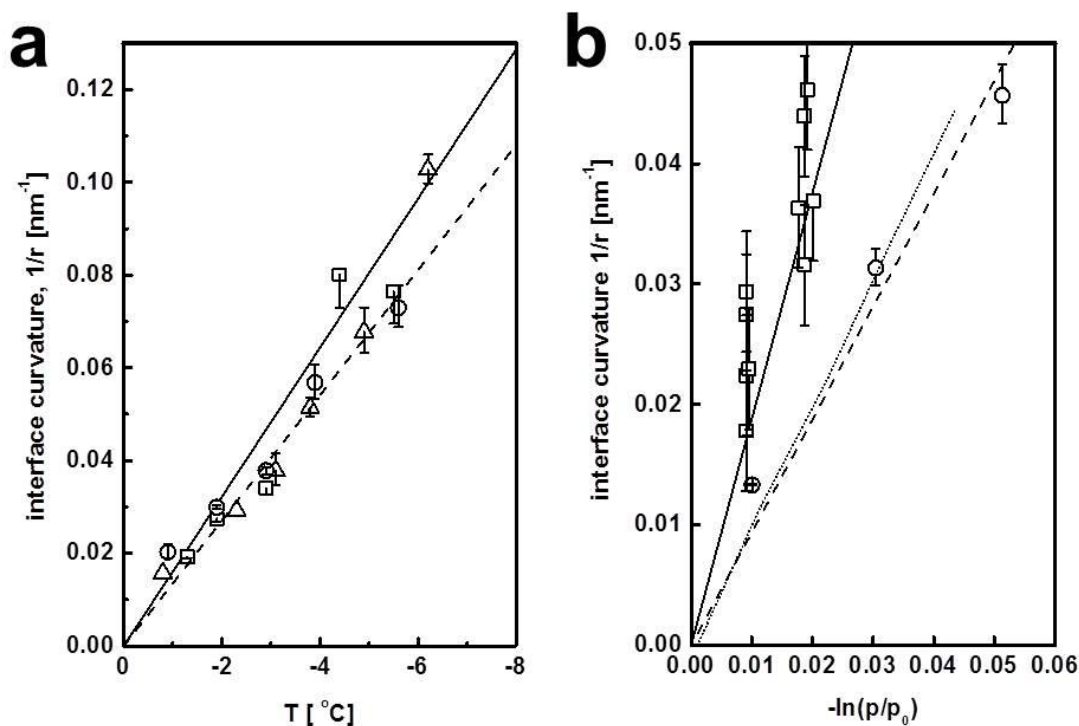 a
b
0.12
0.10
0.08
0.06
0.04
0.02
0.00
interface curvature, 1/r [nm⁻¹]
0 -2 -4 -6 -8
T [ °C]
0.05
0.04
0.03
0.02
0.01
0.00
interface curvature 1/r [nm⁻¹]
0.00 0.01 0.02 0.03 0.04 0.05 0.06
-ln(p/p₀)